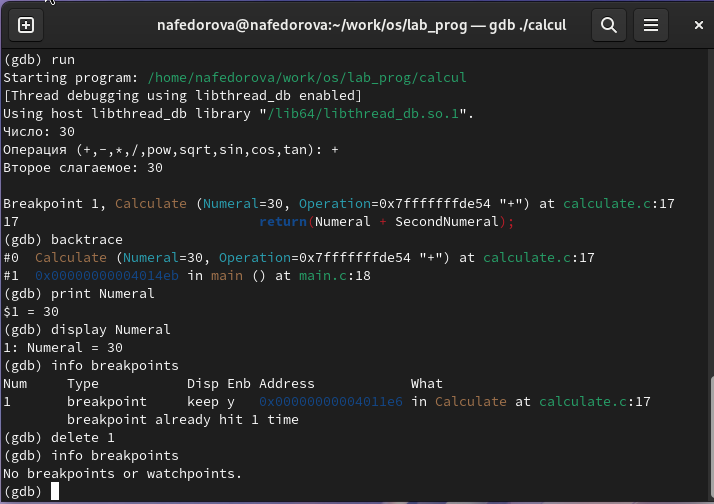 nafedorova@nafedorova:~/work/os/lab_prog — gdb ./calcul
(gdb) run
Starting program: /home/nafedorova/work/os/lab_prog/calcul
[Thread debugging using libthread_db enabled]
Using host libthread_db library "/lib64/libthread_db.so.1".
Число: 30
Операция (+,-,*,/,pow,sqrt,sin,cos,tan): +
Второе слагаемое: 30
Breakpoint 1, Calculate (Numeral=30, Operation=0x7fffffffde54 "+") at calculate.c:17
17 return(Numeral + SecondNumeral);
(gdb) backtrace
#0 Calculate (Numeral=30, Operation=0x7fffffffde54 "+") at calculate.c:17
#1 0x00000000004014eb in main () at main.c:18
(gdb) print Numeral
$1 = 30
(gdb) display Numeral
1: Numeral = 30
(gdb) info breakpoints
Num Type Disp Enb Address What
1 breakpoint keep y 0x00000000004011e6 in Calculate at calculate.c:17
breakpoint already hit 1 time
(gdb) delete 1
(gdb) info breakpoints
No breakpoints or watchpoints.
(gdb)